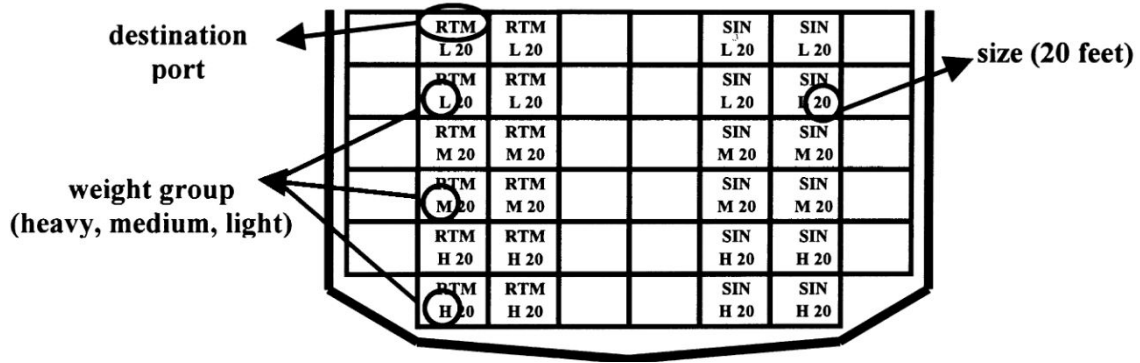 destination
port
size (20 feet)
weight group
(heavy, medium, light)
RTM RTM SIN SIN
L 20 L 20 L 20 L 20
RTM RTM SIN SIN
L 20 L 20 L 20 L 20
RTM RTM SIN SIN
M 20 M 20 M 20 M 20
RTM RTM SIN SIN
M 20 M 20 M 20 M 20
RTM RTM SIN SIN
H 20 H 20 H 20 H 20
RTM RTM SIN SIN
H 20 H 20 H 20 H 20